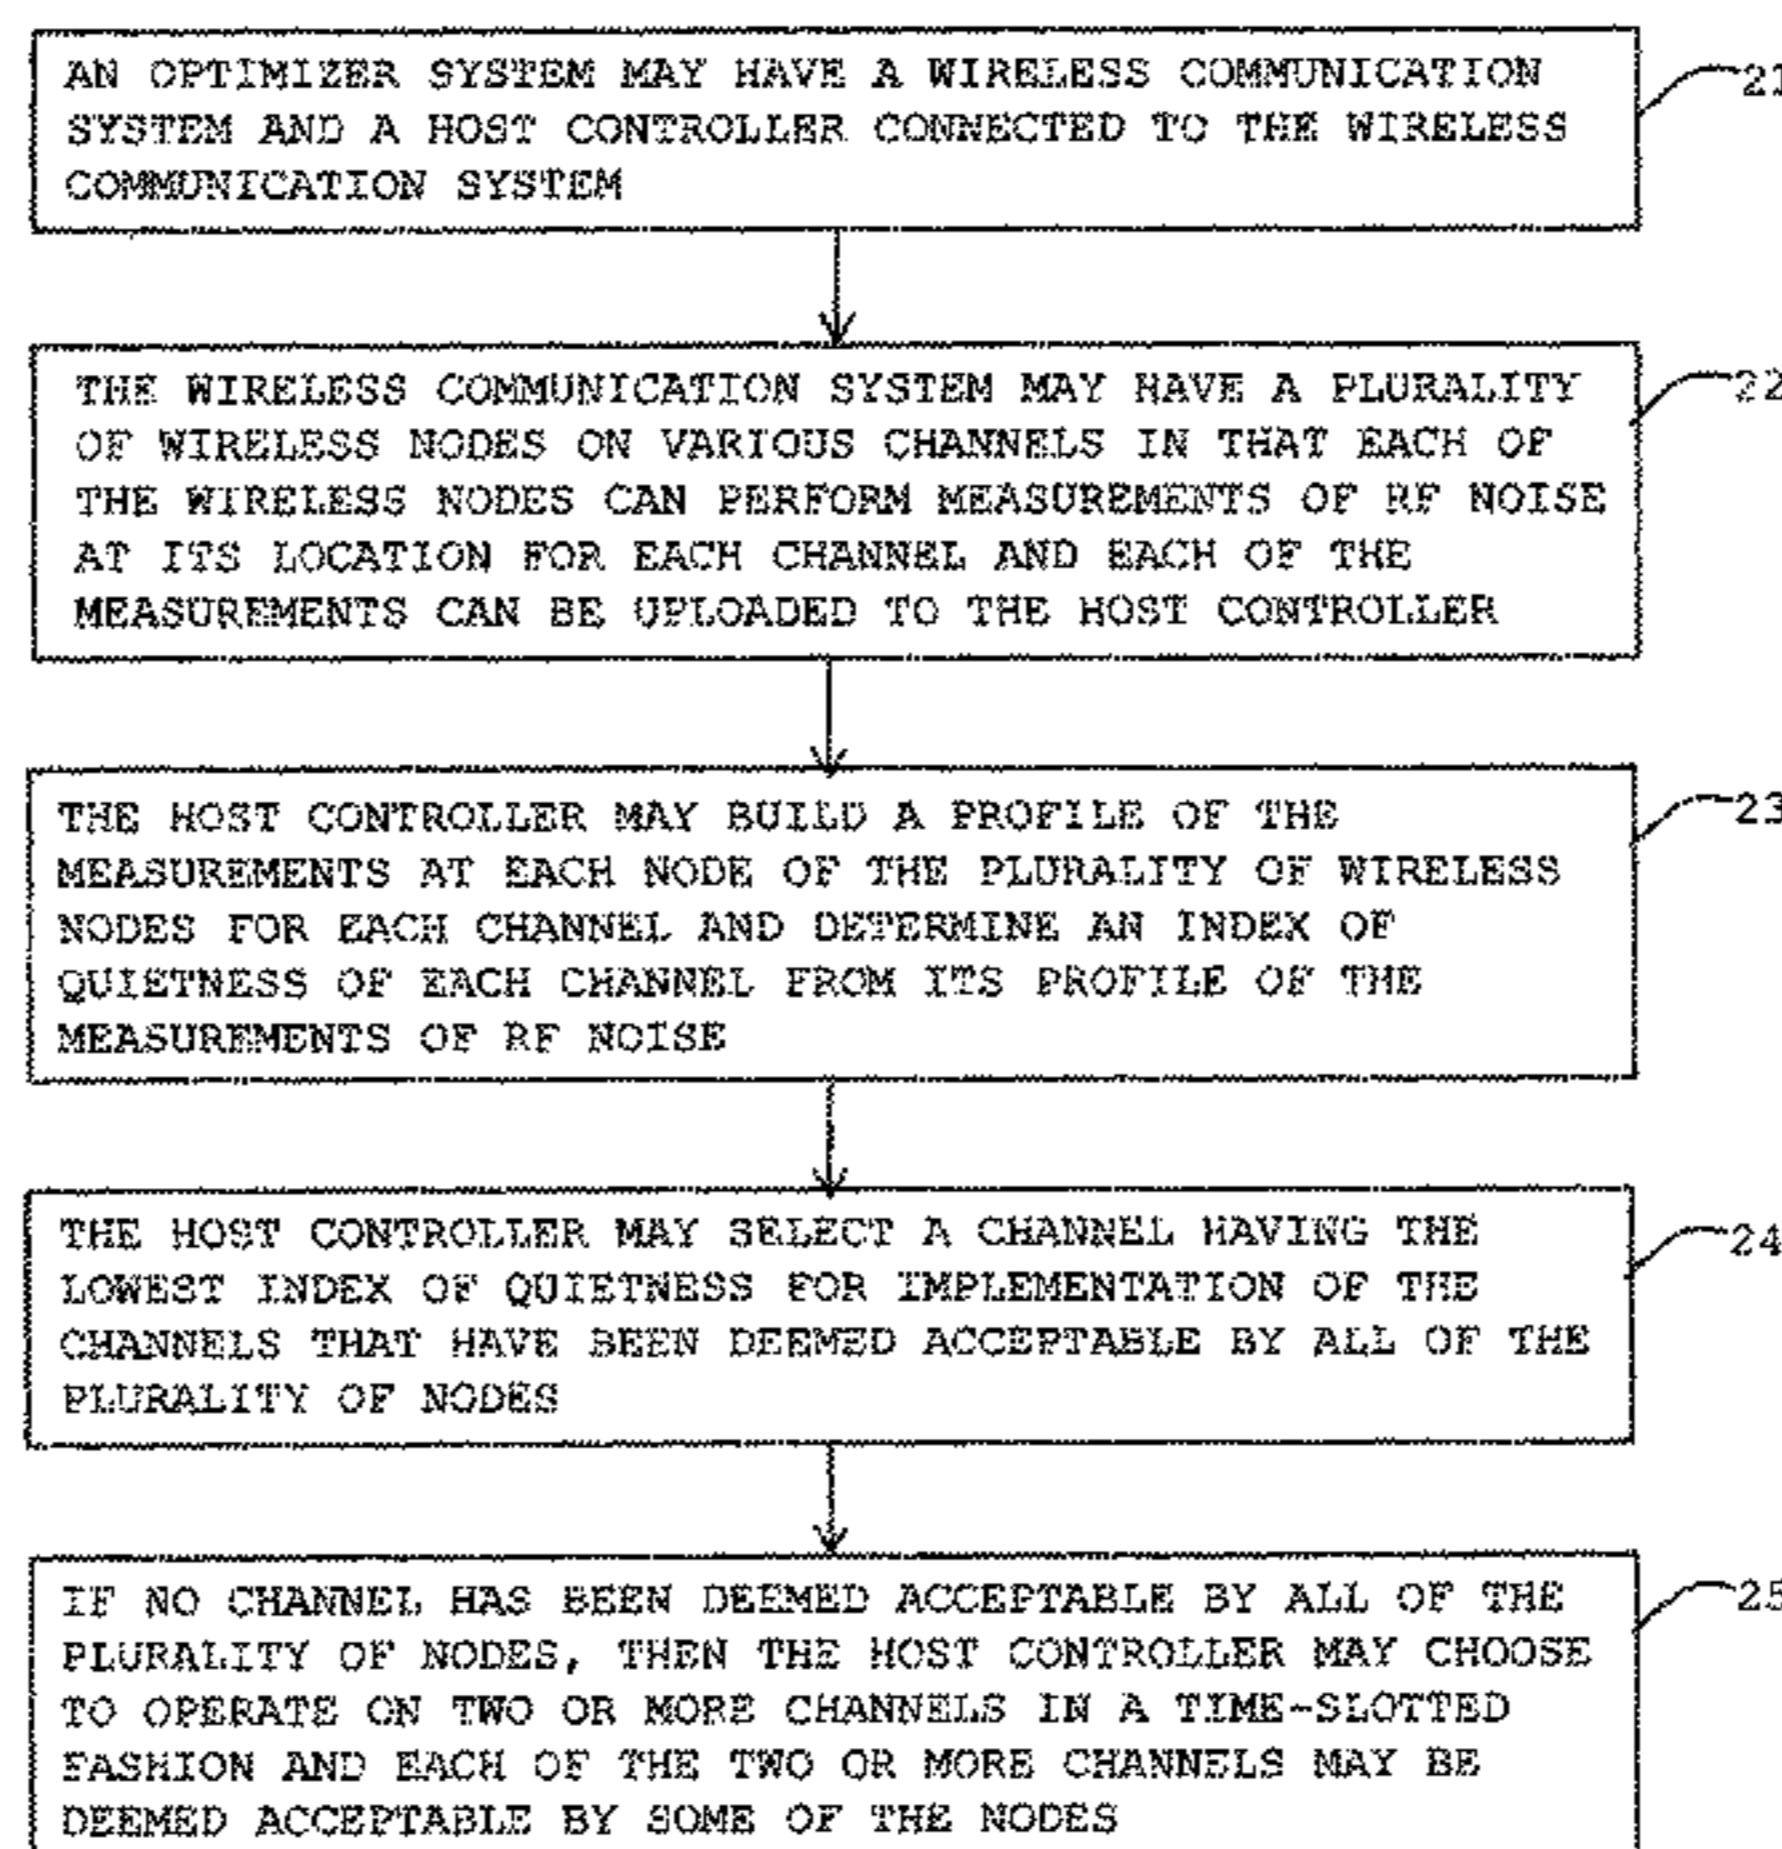 AN OPTIMIZER SYSTEM MAY HAVE A WIRELESS COMMUNICATION
SYSTEM AND A HOST CONTROLLER CONNECTED TO THE WIRELESS
COMMUNICATION SYSTEM
21
THE WIRELESS COMMUNICATION SYSTEM MAY HAVE A PLURALITY
OF WIRELESS NODES ON VARIOUS CHANNELS IN THAT EACH OF
THE WIRELESS NODES CAN PERFORM MEASUREMENTS OF RF NOISE
AT ITS LOCATION FOR EACH CHANNEL AND EACH OF THE
MEASUREMENTS CAN BE UPLOADED TO THE HOST CONTROLLER
22
THE HOST CONTROLLER MAY BUILD A PROFILE OF THE
MEASUREMENTS AT EACH NODE OF THE PLURALITY OF WIRELESS
NODES FOR EACH CHANNEL AND DETERMINE AN INDEX OF
QUIETNESS OF EACH CHANNEL FROM ITS PROFILE OF THE
MEASUREMENTS OF RF NOISE
23
THE HOST CONTROLLER MAY SELECT A CHANNEL HAVING THE
LOWEST INDEX OF QUIETNESS FOR IMPLEMENTATION OF THE
CHANNELS THAT HAVE BEEN DEEMED ACCEPTABLE BY ALL OF THE
PLURALITY OF NODES
24
IF NO CHANNEL HAS BEEN DEEMED ACCEPTABLE BY ALL OF THE
PLURALITY OF NODES, THEN THE HOST CONTROLLER MAY CHOOSE
TO OPERATE ON TWO OR MORE CHANNELS IN A TIME-SLOTTED
FASHION AND EACH OF THE TWO OR MORE CHANNELS MAY BE
DEEMED ACCEPTABLE BY SOME OF THE NODES
25